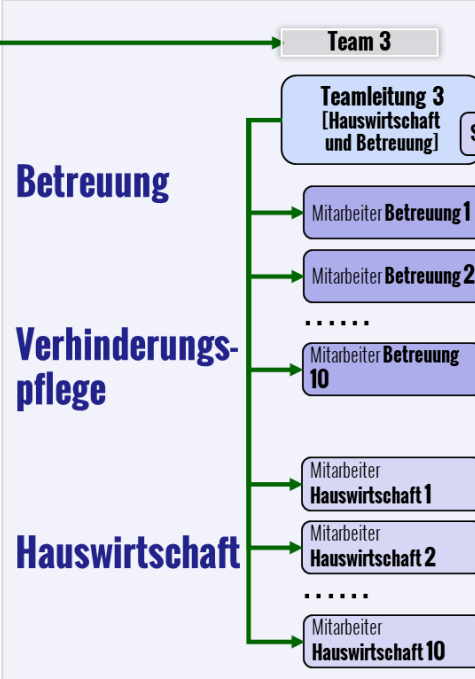 Team 3
Teamleitung 3
[Hauswirtschaft
und Betreuung]
Betreuung
Mitarbeiter Betreuung 1
Mitarbeiter Betreuung 2
......
Verhinderungs-
pflege
Mitarbeiter Betreuung
10
Mitarbeiter
Hauswirtschaft 1
Hauswirtschaft
Mitarbeiter
Hauswirtschaft 2
......
Mitarbeiter
Hauswirtschaft 10